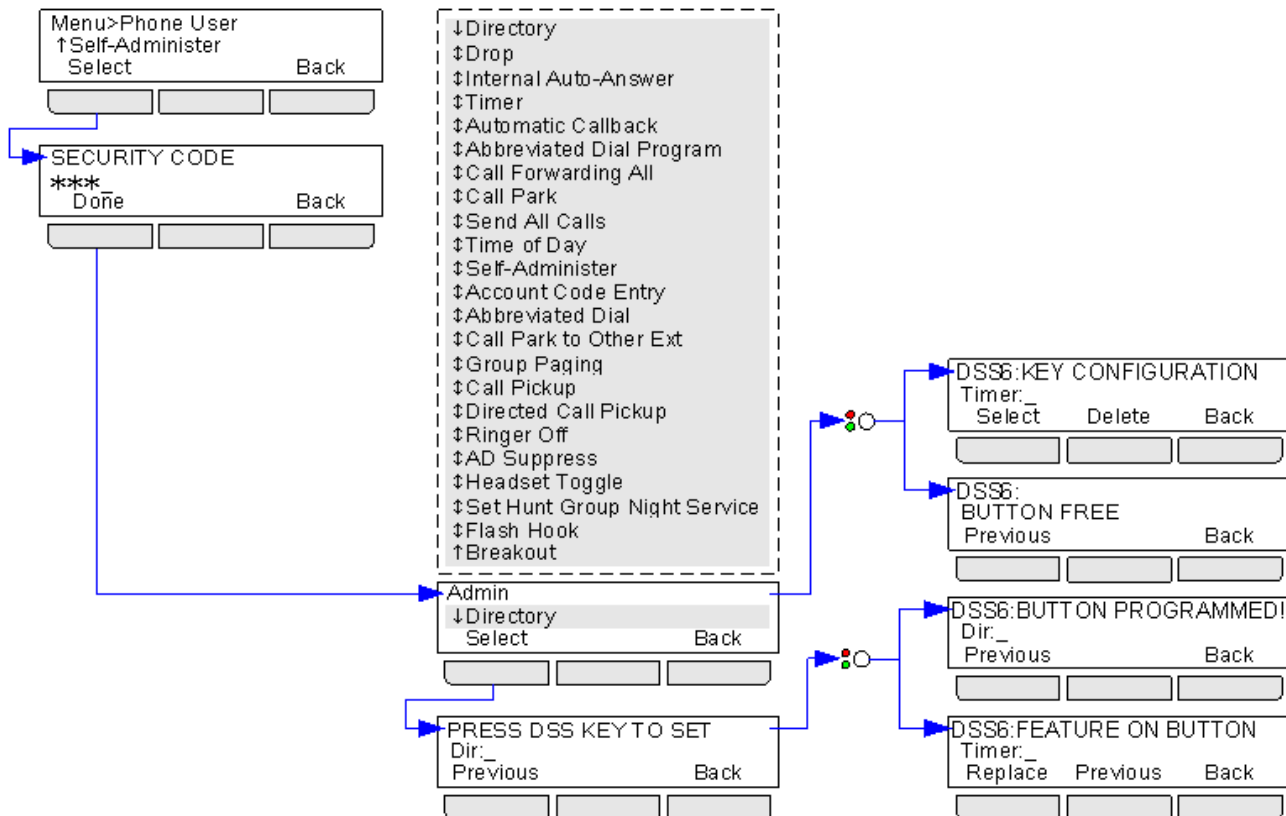 Menu>Phone User
↑Self-Administer
Select Back
SECURITY CODE
***_
Done Back
↓Directory
↕Drop
↕Internal Auto-Answer
↕Timer
↕Automatic Callback
↕Abbreviated Dial Program
↕Call Forwarding All
↕Call Park
↕Send All Calls
↕Time of Day
↕Self-Administer
↕Account Code Entry
↕Abbreviated Dial
↕Call Park to Other Ext
↕Group Paging
↕Call Pickup
↕Directed Call Pickup
↕Ringer Off
↕AD Suppress
↕Headset Toggle
↕Set Hunt Group Night Service
↕Flash Hook
↑Breakout
Admin
↓Directory
Select Back
PRESS DSS KEY TO SET
Dir:_
Previous Back
DSS6:KEY CONFIGURATION
Timer:_
Select Delete Back
DSS6:
BUTTON FREE
Previous Back
DSS6:BUTTON PROGRAMMED!
Dir:_
Previous Back
DSS6:FEATURE ON BUTTON
Timer:_
Replace Previous Back